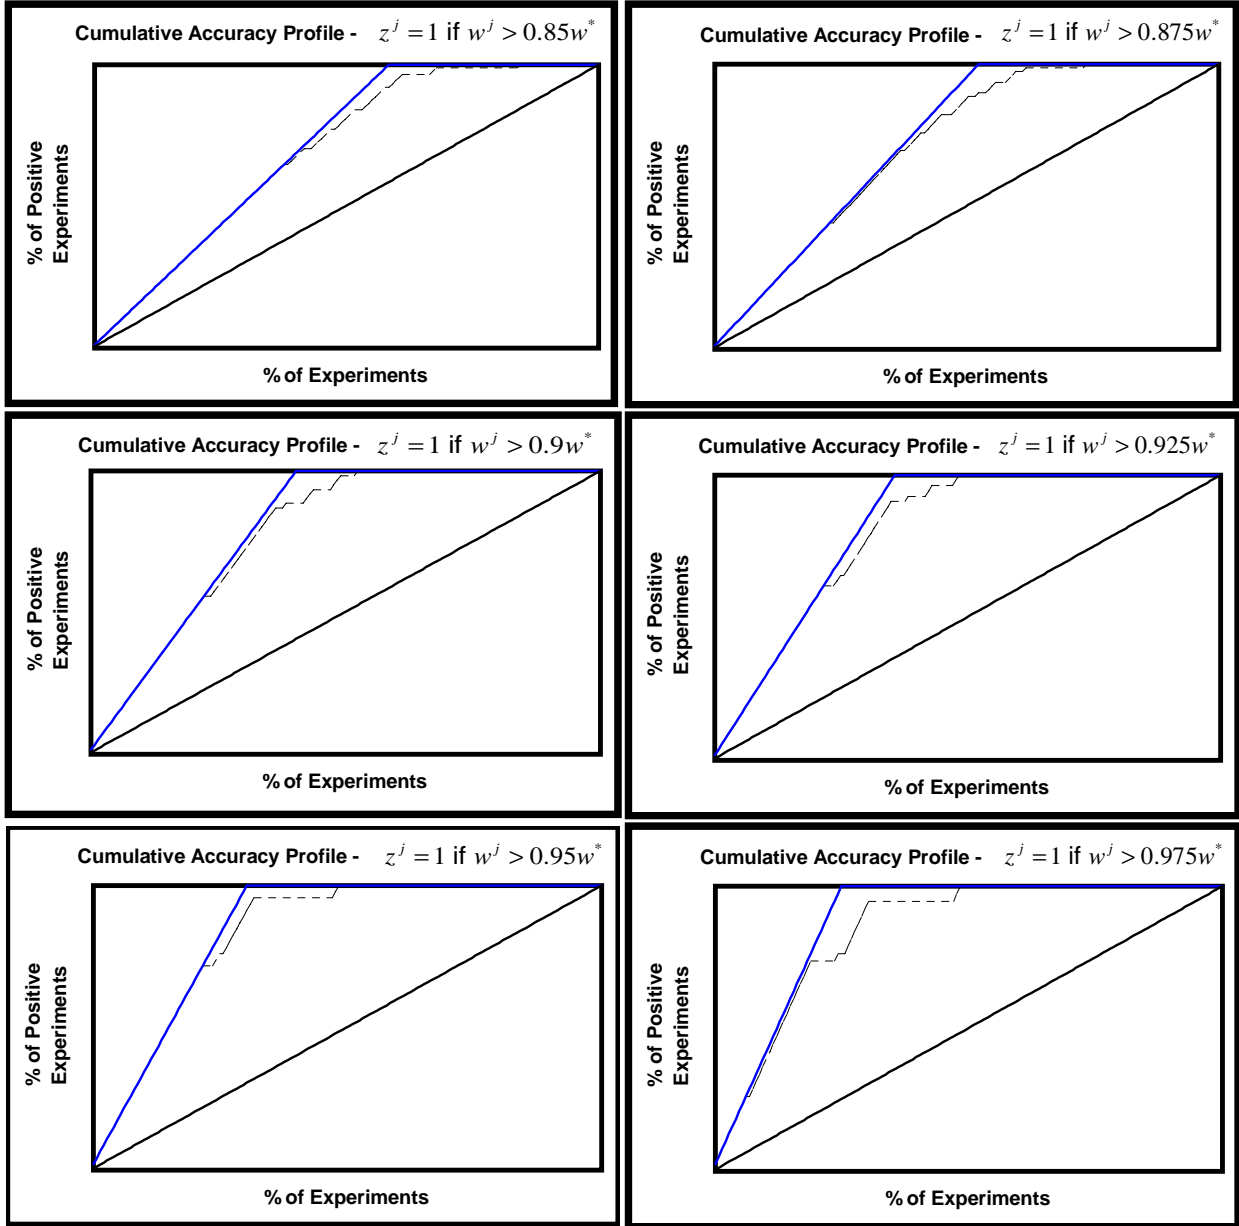 Cumulative Accuracy Profile - z^j = 1 if w^j > 0.85w^*
% of Positive
Experiments
% of Experiments
Cumulative Accuracy Profile - z^j = 1 if w^j > 0.875w^*
% of Positive
Experiments
% of Experiments
Cumulative Accuracy Profile - z^j = 1 if w^j > 0.9w^*
% of Positive
Experiments
% of Experiments
Cumulative Accuracy Profile - z^j = 1 if w^j > 0.925w^*
% of Positive
Experiments
% of Experiments
Cumulative Accuracy Profile - z^j = 1 if w^j > 0.95w^*
% of Positive
Experiments
% of Experiments
Cumulative Accuracy Profile - z^j = 1 if w^j > 0.975w^*
% of Positive
Experiments
% of Experiments